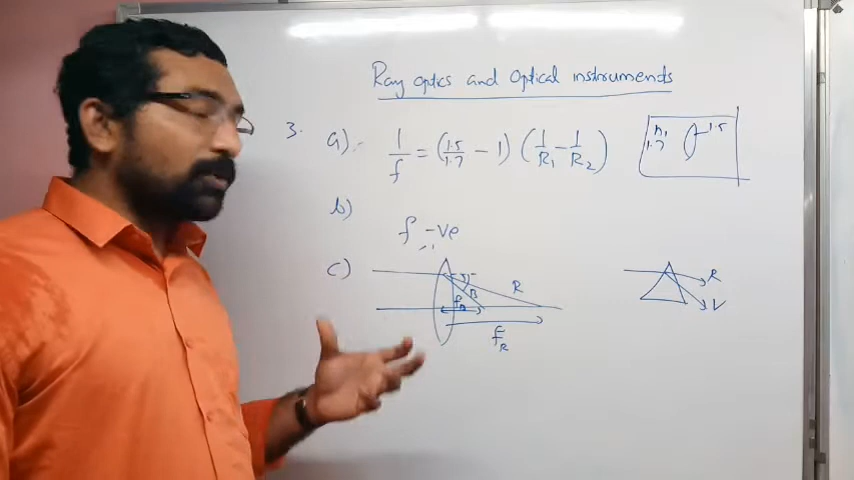 Ray optics and Optical instruments
3. a) :- 1/f = (1.5/1.7 - 1) (1/R1 - 1/R2)
n1 1.5
1.7
b) f -ve
c)
R
B
fB
fR
R
V